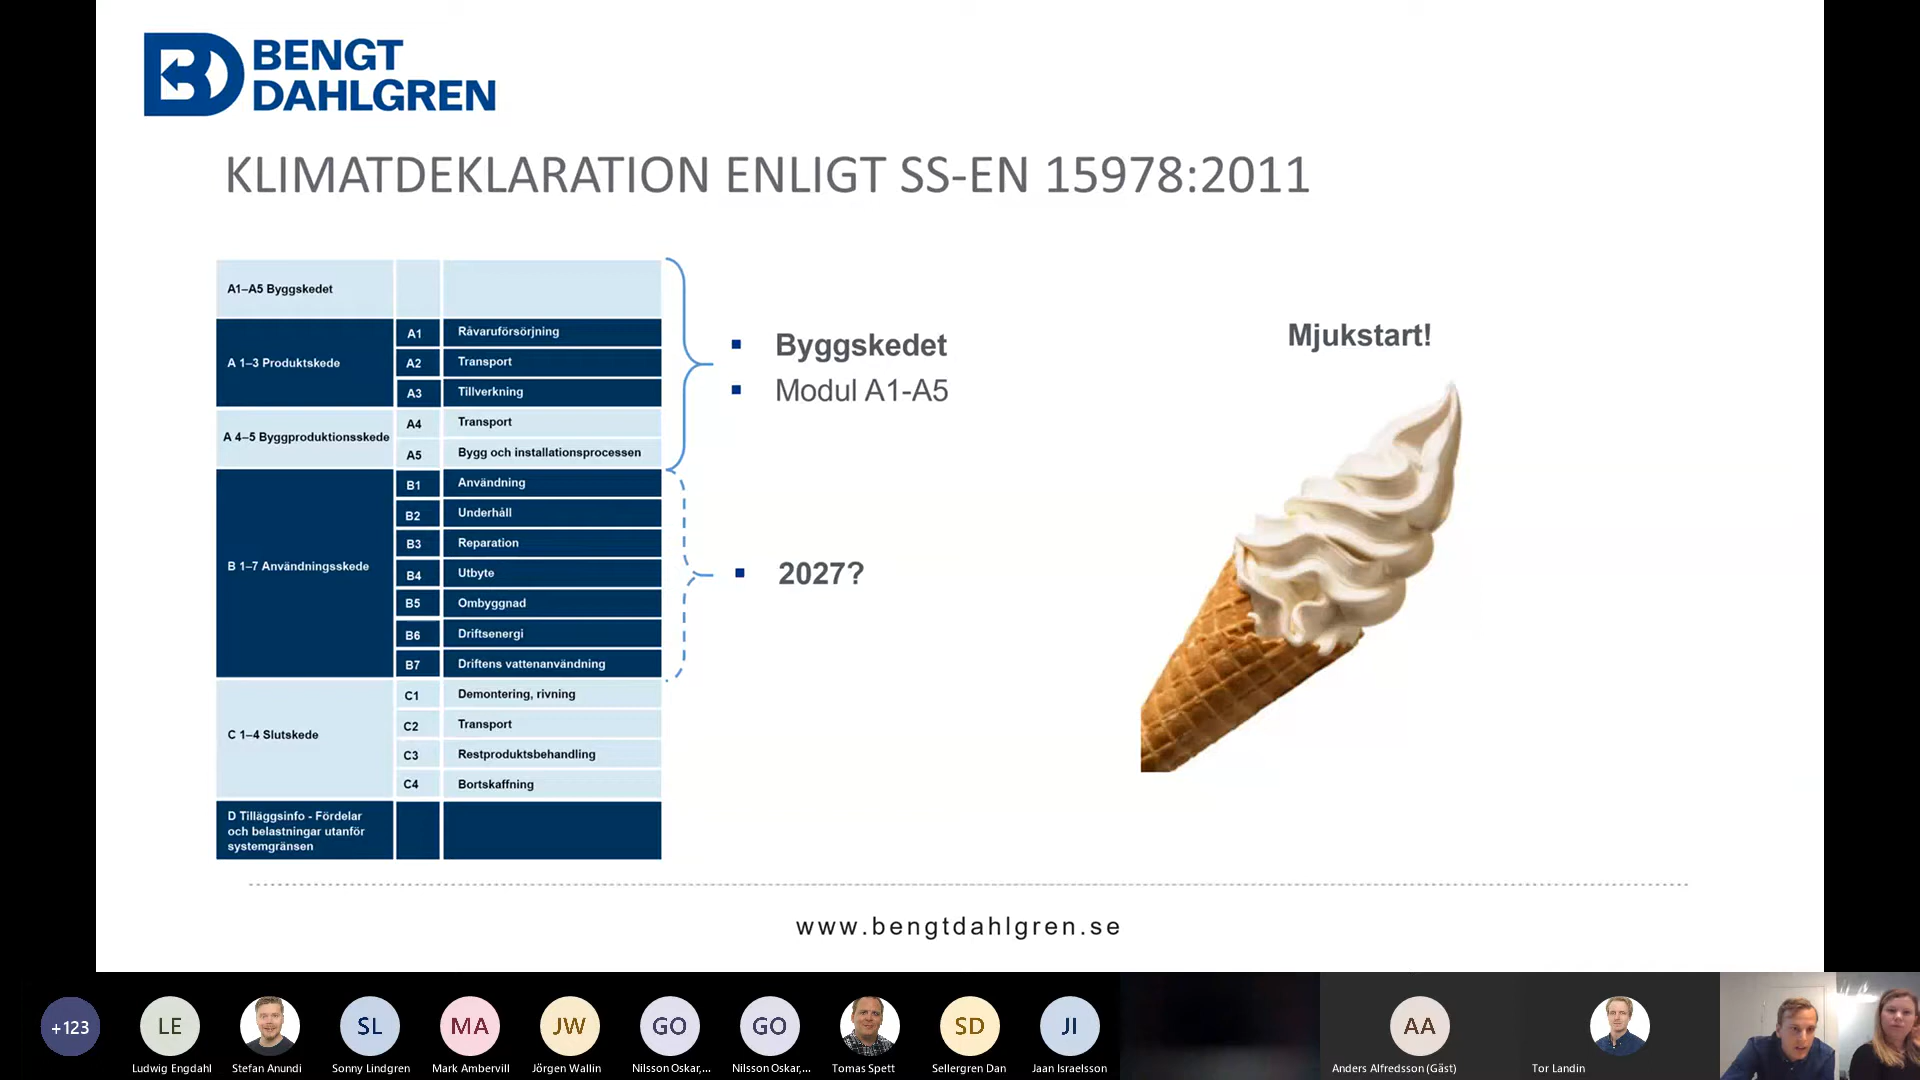 BENGT
DAHLGREN
KLIMATDEKLARATION ENLIGT SS-EN 15978:2011
A1–A5 Byggskedet
A 1–3 Produktskede
A1 Råvaruförsörjning
A2 Transport
A3 Tillverkning
A 4–5 Byggproduktionsskede
A4 Transport
A5 Bygg och installationsprocessen
B 1–7 Användningsskede
B1 Användning
B2 Underhåll
B3 Reparation
B4 Utbyte
B5 Ombyggnad
B6 Driftsenergi
B7 Driftens vattenanvändning
C 1–4 Slutskede
C1 Demontering, rivning
C2 Transport
C3 Restproduktsbehandling
C4 Bortskaffning
D Tilläggsinfo - Fördelar
och belastningar utanför
systemgränsen
Byggskedet
Modul A1-A5
2027?
Mjukstart!
www.bengtdahlgren.se
+123
LE
SL
MA
JW
GO
GO
SD
JI
AA
Ludwig Engdahl
Stefan Anundi
Sonny Lindgren
Mark Ambervill
Jörgen Wallin
Nilsson Oskar,...
Nilsson Oskar,...
Tomas Spett
Sellergren Dan
Jaan Israelsson
Anders Alfredsson (Gäst)
Tor Landin